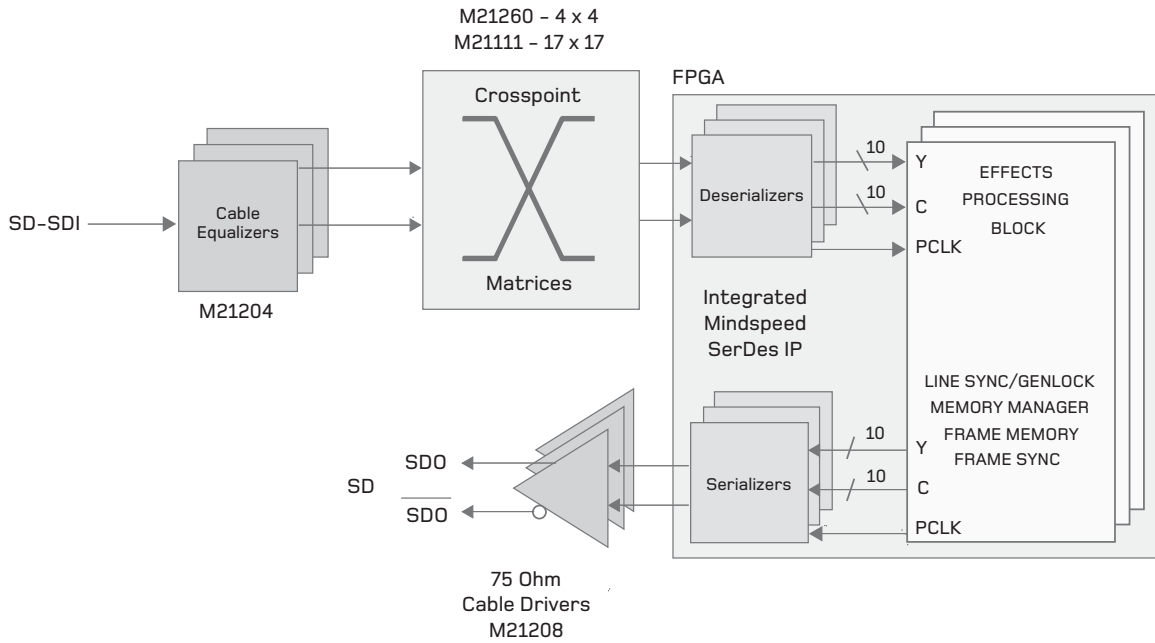 M21260 – 4 x 4
M21111 – 17 x 17
FPGA
Crosspoint
Matrices
SD-SDI
Cable
Equalizers
M21204
Deserializers
10
10
Y
C
PCLK
EFFECTS
PROCESSING
BLOCK
Integrated
Mindspeed
SerDes IP
LINE SYNC/GENLOCK
MEMORY MANAGER
FRAME MEMORY
FRAME SYNC
Serializers
10
10
Y
C
PCLK
SD
SDO
SDO
75 Ohm
Cable Drivers
M21208